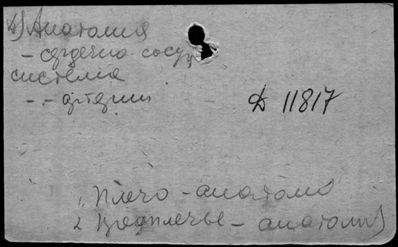 4) Анатомия
- сердечно-сосуд
система
- - артерии
Д 11817
1, Плечо - анатомия
2 Предплечье - анатомия